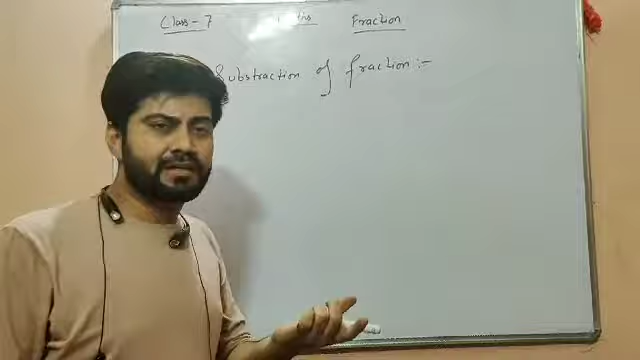 Class - 7 Fraction
Substraction of fraction :-